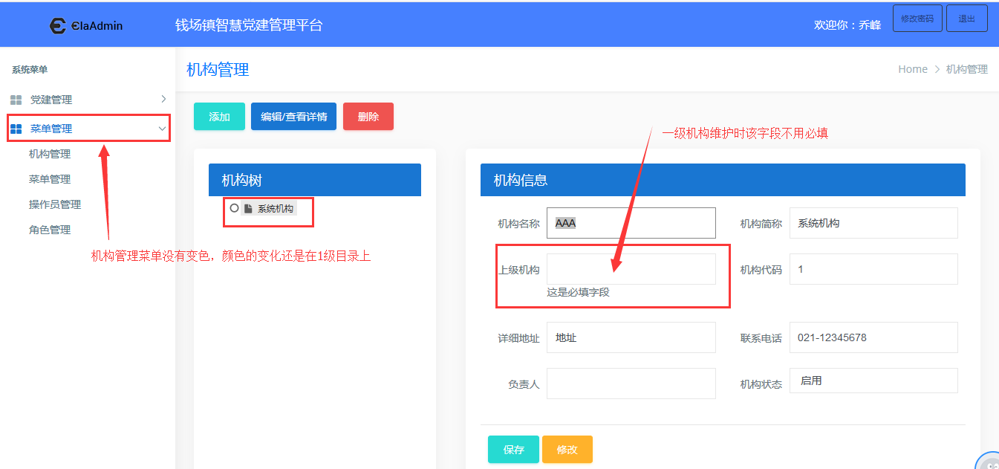 ЄlaAdmin
钱场镇智慧党建管理平台
欢迎你：乔峰
修改密码
退出
系统菜单
党建管理
菜单管理
机构管理
菜单管理
操作员管理
角色管理
机构管理菜单没有变色，颜色的变化还是在1级目录上
机构管理
Home > 机构管理
添加
编辑/查看详情
删除
一级机构维护时该字段不用必填
机构树
系统机构
机构信息
机构名称 AAA
机构简称 系统机构
上级机构
这是必填字段
机构代码 1
详细地址 地址
联系电话 021-12345678
负责人
机构状态 启用
保存
修改